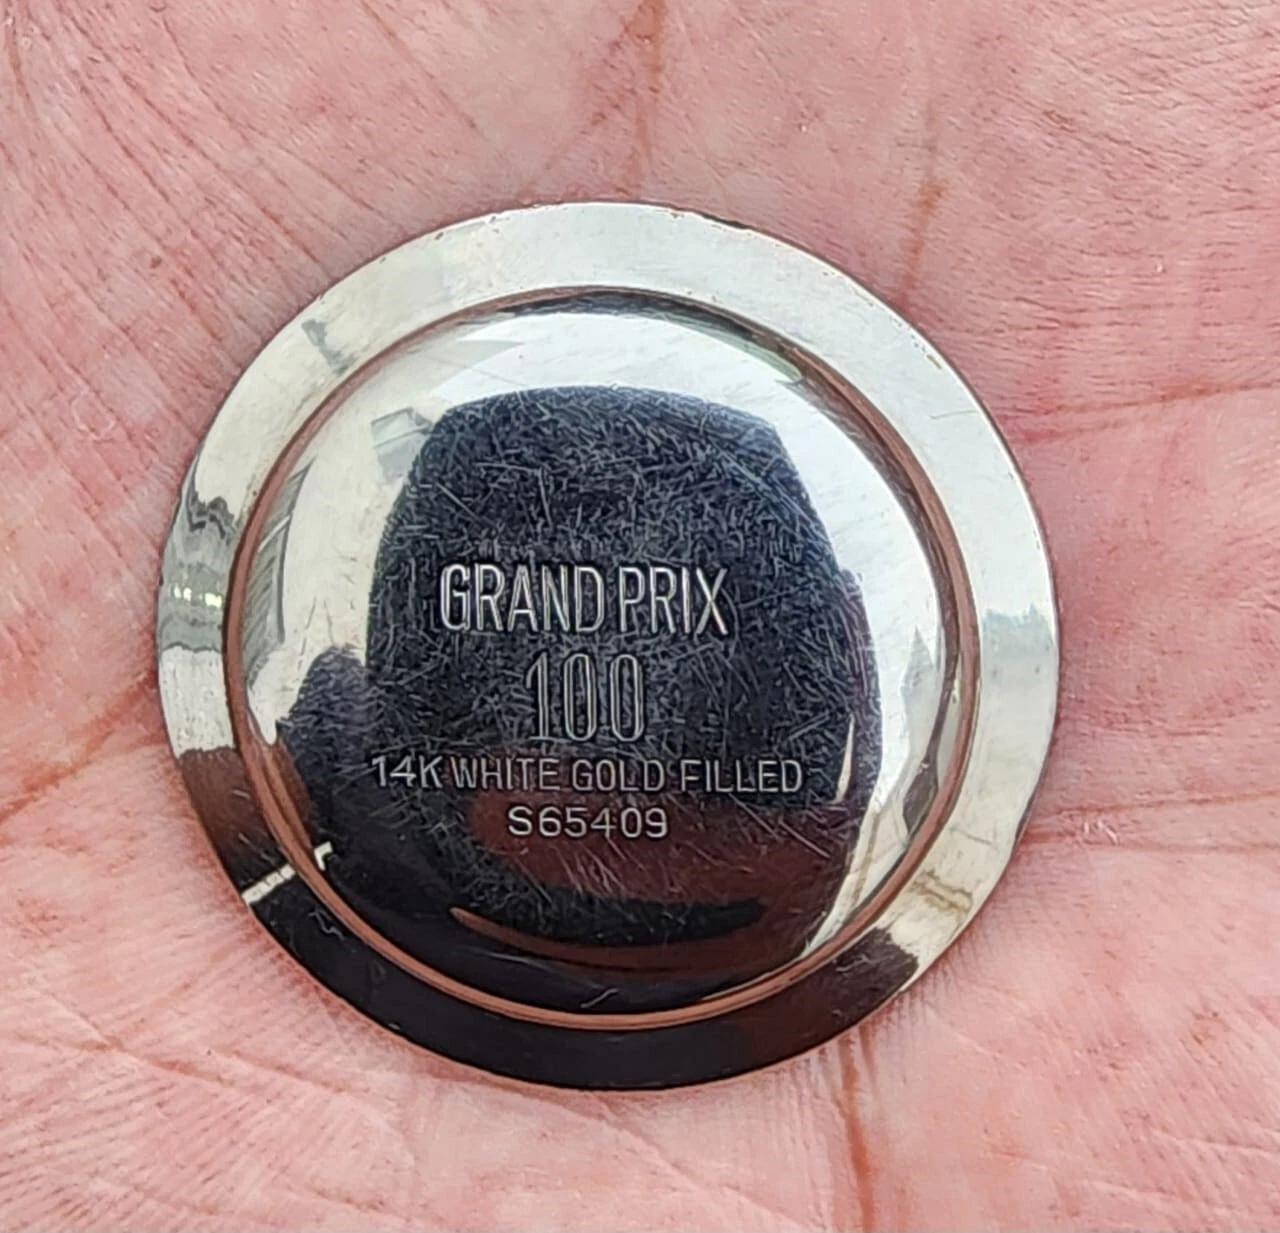 GRAND PRIX
100
14K WHITE GOLD FILLED
S65409